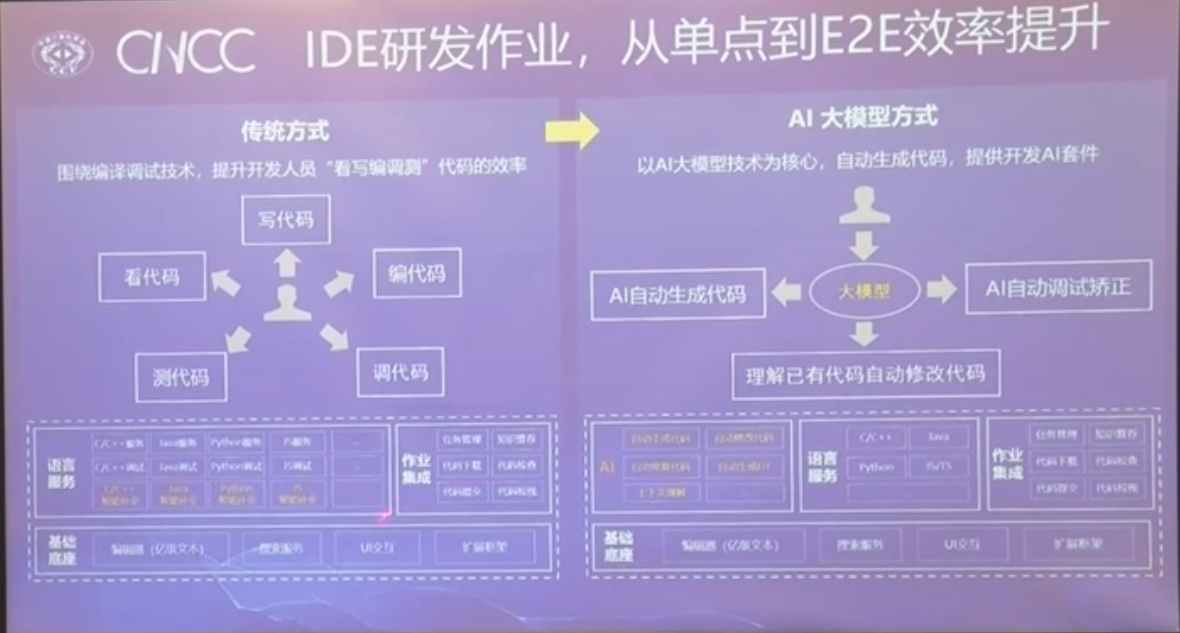 CNCC
IDE研发作业，从单点到E2E效率提升
传统方式
围绕编译调试技术，提升开发人员“看写编调测”代码的效率
写代码
看代码
编代码
测代码
调代码
语言服务
C/C++服务 Java服务 Python服务 JS服务 ...
C/C++调试 Java调试 Python调试 JS调试 ...
C/C++智能补全 Java智能补全 Python智能补全 JS智能补全
作业集成
任务管理 知识推荐
代码下载 代码检查
代码提交 代码检视
基础底座
编辑器（亿级文本） 搜索服务 UI交互 扩展框架
AI 大模型方式
以AI大模型技术为核心，自动生成代码，提供开发AI套件
大模型
AI自动生成代码
AI自动调试矫正
理解已有代码自动修改代码
AI
自动生成代码 自动修改代码
自动修复代码 自动生成DT
上下文理解 ...
语言服务
C/C++ Java
Python JS/TS
...
作业集成
任务管理 知识推荐
代码下载 代码检查
代码提交 代码检视
基础底座
编辑器（亿级文本） 搜索服务 UI交互 扩展框架